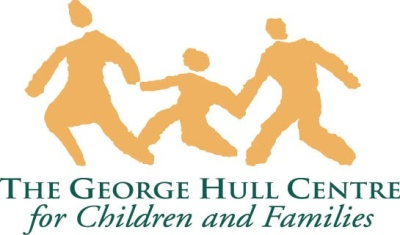 THE GEORGE HULL CENTRE
for Children and Families